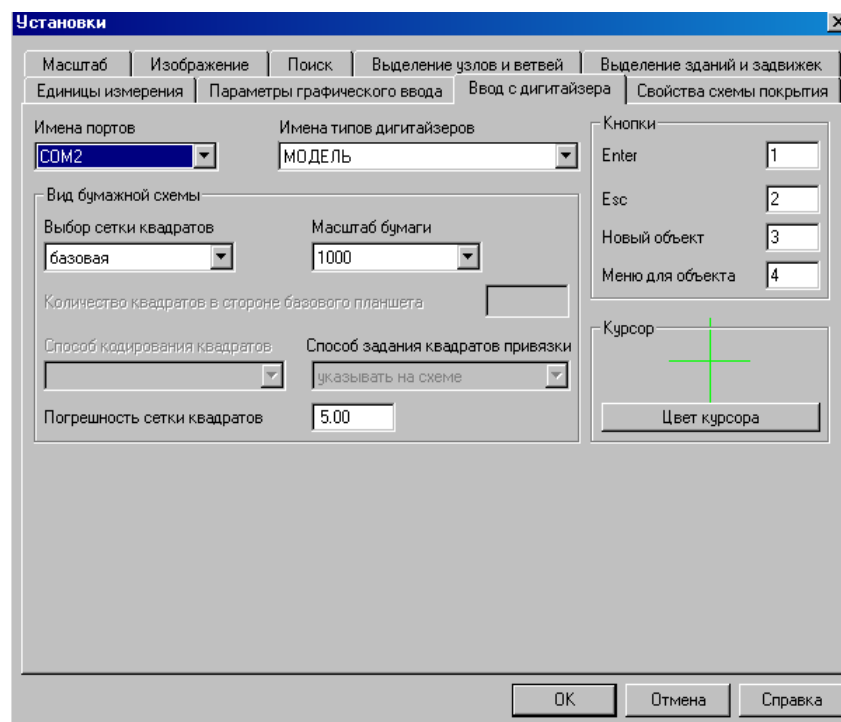 Установки
Масштаб Изображение Поиск Выделение узлов и ветвей Выделение зданий и задвижек
Единицы измерения Параметры графического ввода Ввод с дигитайзера Свойства схемы покрытия
Имена портов Имена типов дигитайзеров
COM2 МОДЕЛЬ
Вид бумажной схемы
Выбор сетки квадратов Масштаб бумаги
базовая 1000
Количество квадратов в стороне базового планшета
Способ кодирования квадратов Способ задания квадратов привязки
указывать на схеме
Погрешность сетки квадратов 5.00
Кнопки
Enter 1
Esc 2
Новый объект 3
Меню для объекта 4
Курсор
Цвет курсора
OK Отмена Справка